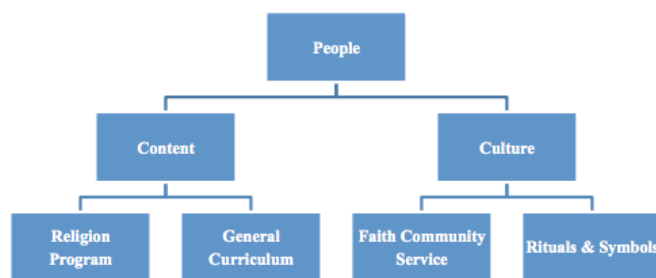 People
Content
Culture
Religion
Program
General
Curriculum
Faith Community
Service
Rituals & Symbols